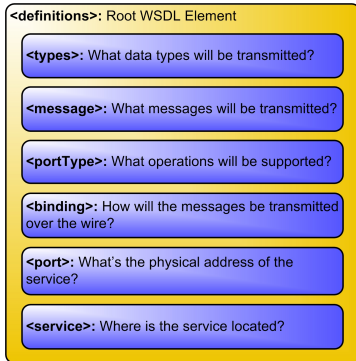 <definitions>: Root WSDL Element
<types>: What data types will be transmitted?
<message>: What messages will be transmitted?
<portType>: What operations will be supported?
<binding>: How will the messages be transmitted
over the wire?
<port>: What's the physical address of the
service?
<service>: Where is the service located?